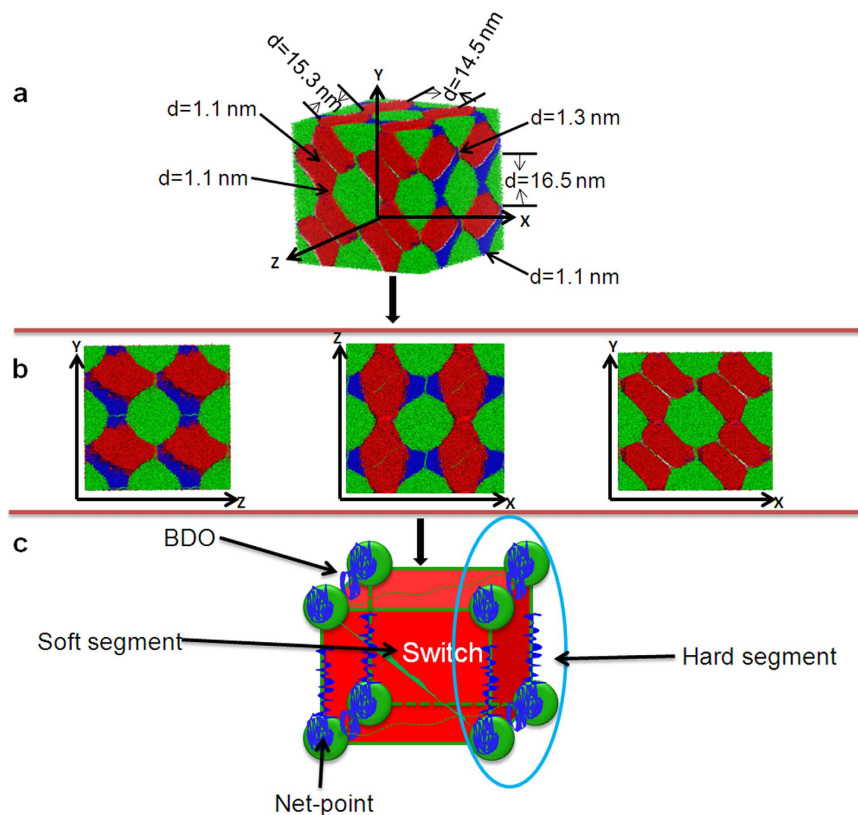 a
d=15.3 nm
Y
d=14.5 nm
d=1.1 nm
d=1.3 nm
d=1.1 nm
d=16.5 nm
X
Z
d=1.1 nm
b
Y
Z
Z
X
Y
X
c
BDO
Soft segment
Switch
Hard segment
Net-point